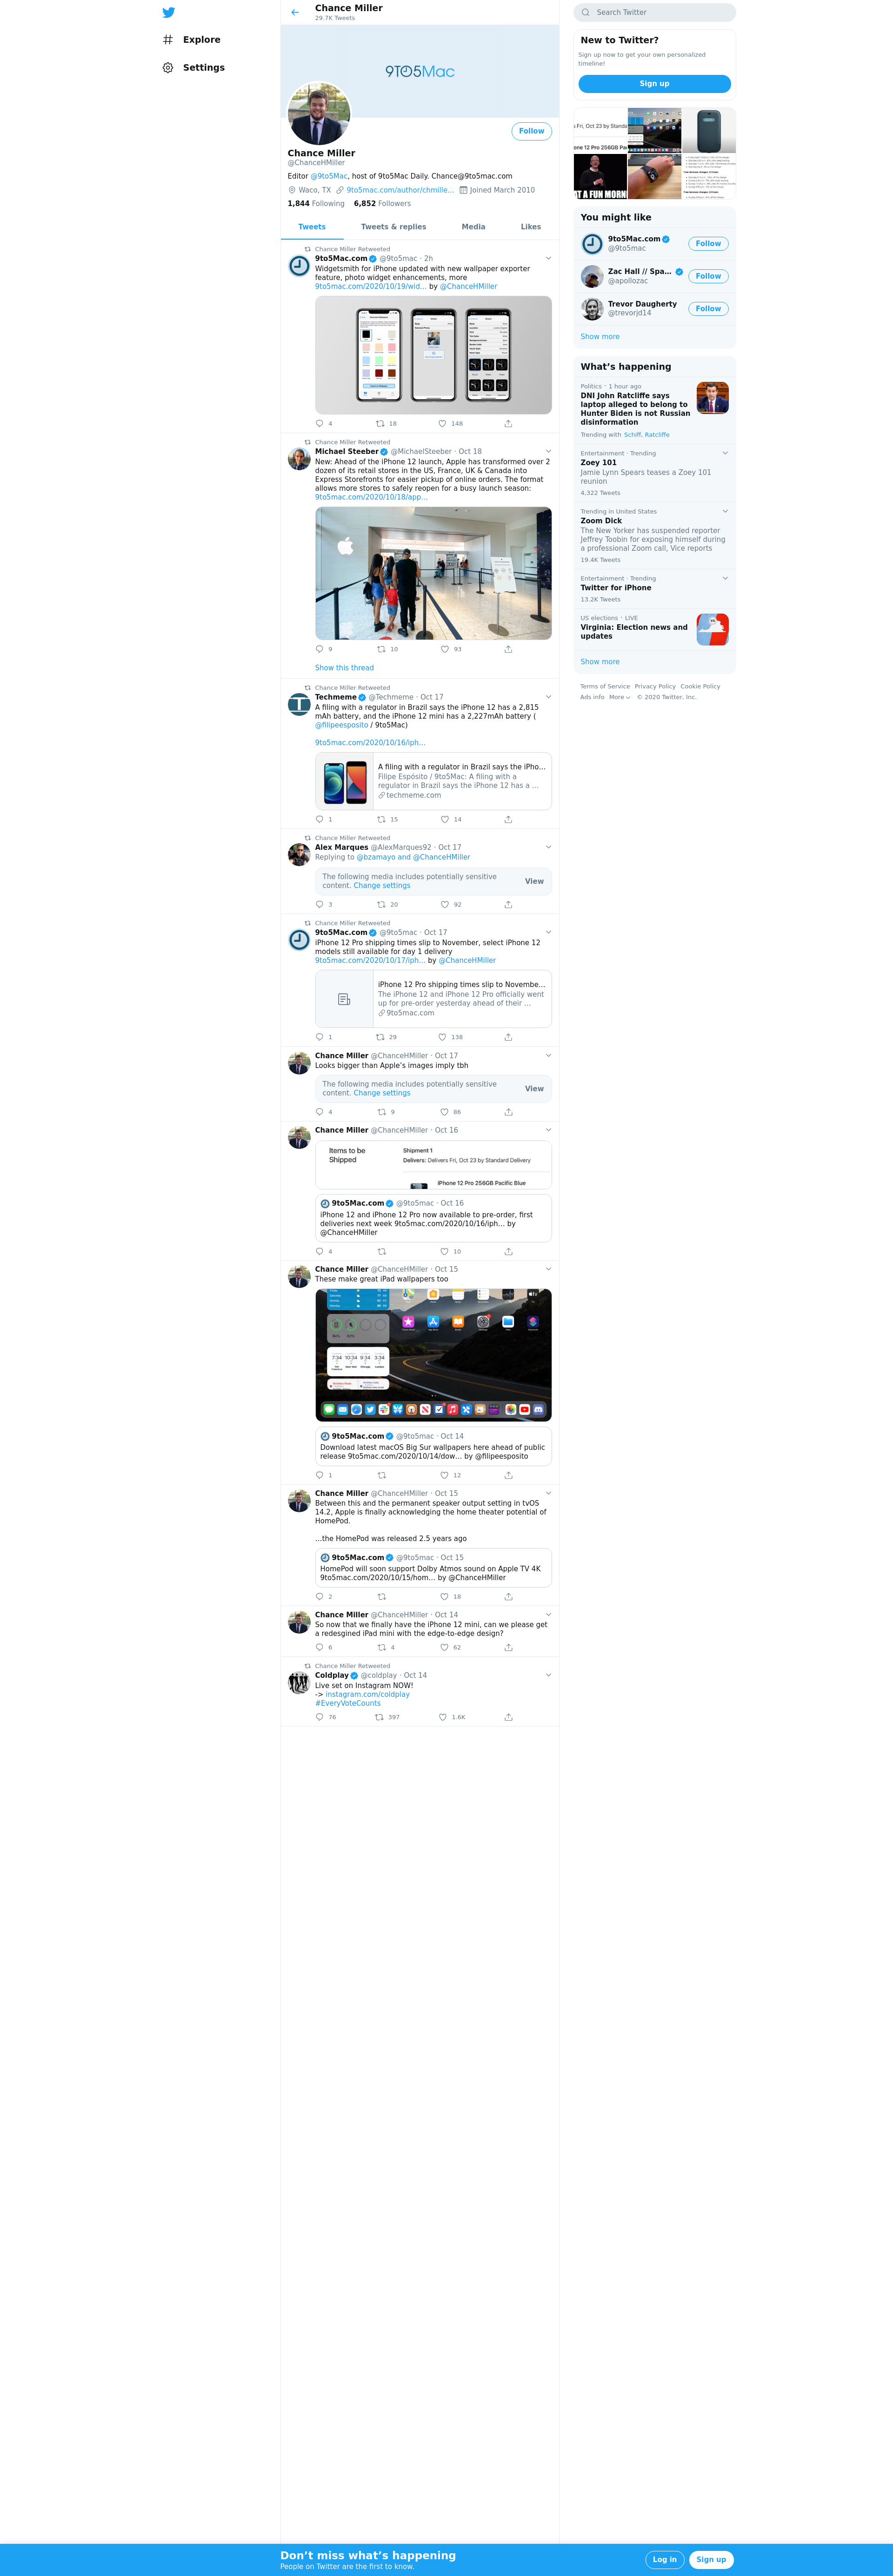 Explore
Settings
Chance Miller
29.7K Tweets
9TO5Mac
Follow
Chance Miller
@ChanceHMiller
Editor @9to5Mac, host of 9to5Mac Daily. Chance@9to5mac.com
Waco, TX 9to5mac.com/author/chmille… Joined March 2010
1,844 Following 6,852 Followers
Tweets Tweets & replies Media Likes
Chance Miller Retweeted
9to5Mac.com @9to5mac · 2h
Widgetsmith for iPhone updated with new wallpaper exporter
feature, photo widget enhancements, more
9to5mac.com/2020/10/19/wid… by @ChanceHMiller
4 18 148
Chance Miller Retweeted
Michael Steeber @MichaelSteeber · Oct 18
New: Ahead of the iPhone 12 launch, Apple has transformed over 2
dozen of its retail stores in the US, France, UK & Canada into
Express Storefronts for easier pickup of online orders. The format
allows more stores to safely reopen for a busy launch season:
9to5mac.com/2020/10/18/app…
9 10 93
Show this thread
Chance Miller Retweeted
Techmeme @Techmeme · Oct 17
A filing with a regulator in Brazil says the iPhone 12 has a 2,815
mAh battery, and the iPhone 12 mini has a 2,227mAh battery (
@filipeesposito / 9to5Mac)
9to5mac.com/2020/10/16/iph…
A filing with a regulator in Brazil says the iPho…
Filipe Espósito / 9to5Mac: A filing with a
regulator in Brazil says the iPhone 12 has a …
techmeme.com
1 15 14
Chance Miller Retweeted
Alex Marques @AlexMarques92 · Oct 17
Replying to @bzamayo and @ChanceHMiller
The following media includes potentially sensitive
content. Change settings
View
3 20 92
Chance Miller Retweeted
9to5Mac.com @9to5mac · Oct 17
iPhone 12 Pro shipping times slip to November, select iPhone 12
models still available for day 1 delivery
9to5mac.com/2020/10/17/iph… by @ChanceHMiller
iPhone 12 Pro shipping times slip to Novembe…
The iPhone 12 and iPhone 12 Pro officially went
up for pre-order yesterday ahead of their …
9to5mac.com
1 29 138
Chance Miller @ChanceHMiller · Oct 17
Looks bigger than Apple's images imply tbh
The following media includes potentially sensitive
content. Change settings
View
4 9 86
Chance Miller @ChanceHMiller · Oct 16
Items to be
Shipped
Shipment 1
Delivers: Delivers Fri, Oct 23 by Standard Delivery
iPhone 12 Pro 256GB Pacific Blue
9to5Mac.com @9to5mac · Oct 16
iPhone 12 and iPhone 12 Pro now available to pre-order, first
deliveries next week 9to5mac.com/2020/10/16/iph… by
@ChanceHMiller
4 10
Chance Miller @ChanceHMiller · Oct 15
These make great iPad wallpapers too
9to5Mac.com @9to5mac · Oct 14
Download latest macOS Big Sur wallpapers here ahead of public
release 9to5mac.com/2020/10/14/dow… by @filipeesposito
1 12
Chance Miller @ChanceHMiller · Oct 15
Between this and the permanent speaker output setting in tvOS
14.2, Apple is finally acknowledging the home theater potential of
HomePod.
...the HomePod was released 2.5 years ago
9to5Mac.com @9to5mac · Oct 15
HomePod will soon support Dolby Atmos sound on Apple TV 4K
9to5mac.com/2020/10/15/hom… by @ChanceHMiller
2 18
Chance Miller @ChanceHMiller · Oct 14
So now that we finally have the iPhone 12 mini, can we please get
a redesgined iPad mini with the edge-to-edge design?
6 4 62
Chance Miller Retweeted
Coldplay @coldplay · Oct 14
Live set on Instagram NOW!
-> instagram.com/coldplay
#EveryVoteCounts
76 397 1.6K
Search Twitter
New to Twitter?
Sign up now to get your own personalized
timeline!
Sign up
s Fri, Oct 23 by Standa
one 12 Pro 256GB Pa
T A FUN MORNI
You might like
9to5Mac.com
@9to5mac
Follow
Zac Hall // Spa…
@apollozac
Follow
Trevor Daugherty
@trevorjd14
Follow
Show more
What's happening
Politics · 1 hour ago
DNI John Ratcliffe says
laptop alleged to belong to
Hunter Biden is not Russian
disinformation
Trending with Schiff, Ratcliffe
Entertainment · Trending
Zoey 101
Jamie Lynn Spears teases a Zoey 101
reunion
4,322 Tweets
Trending in United States
Zoom Dick
The New Yorker has suspended reporter
Jeffrey Toobin for exposing himself during
a professional Zoom call, Vice reports
19.4K Tweets
Entertainment · Trending
Twitter for iPhone
13.2K Tweets
US elections · LIVE
Virginia: Election news and
updates
Show more
Terms of Service Privacy Policy Cookie Policy
Ads info More © 2020 Twitter, Inc.
Don't miss what's happening
People on Twitter are the first to know.
Log in
Sign up